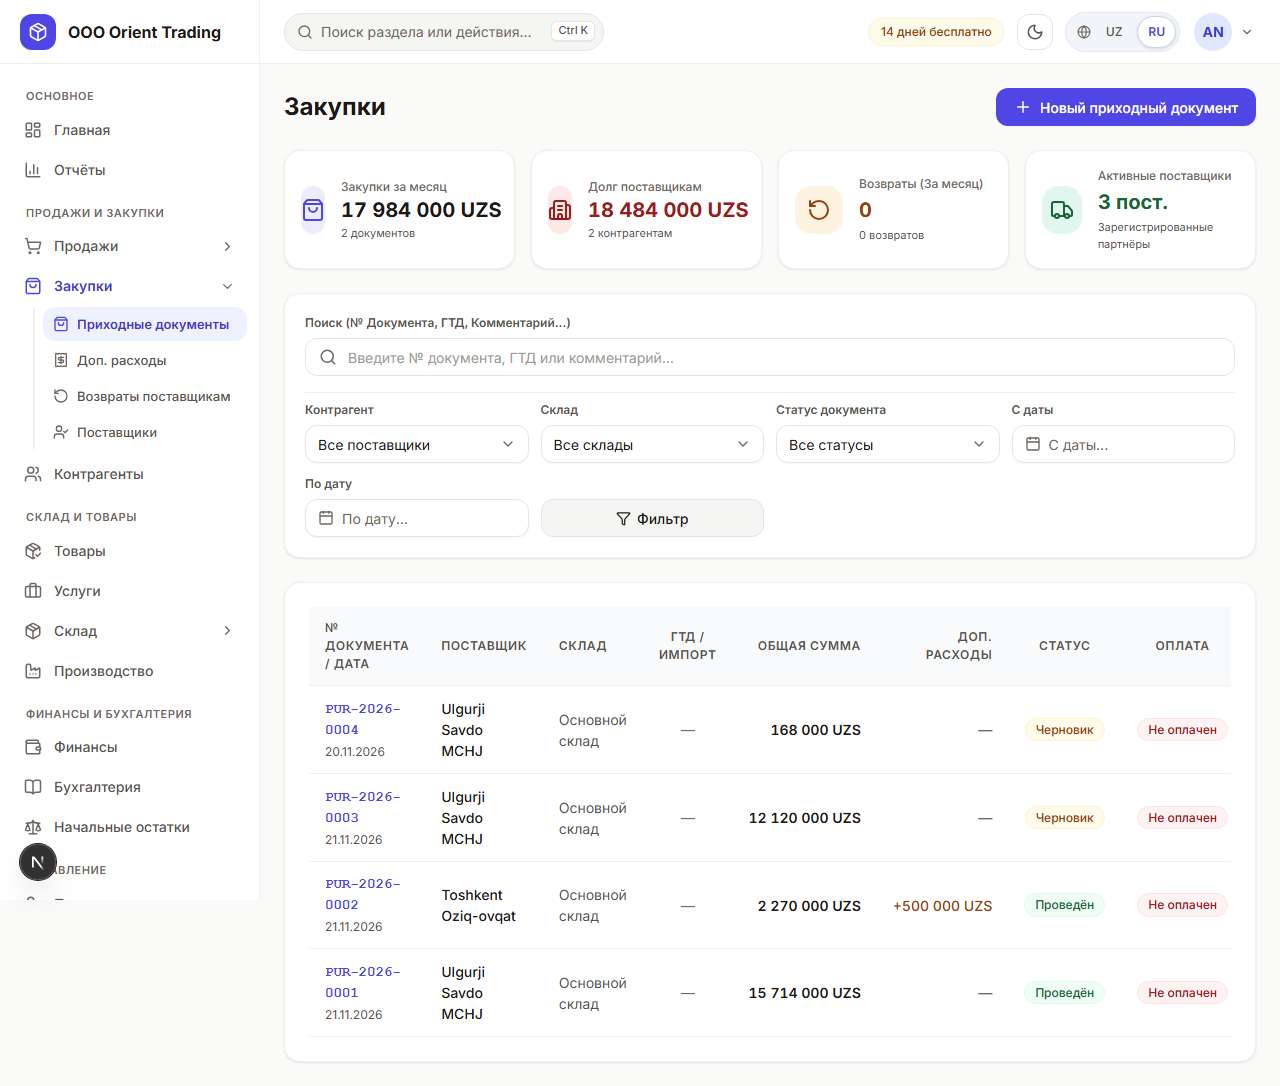 ООО Orient Trading
Поиск раздела или действия...
Ctrl K
14 дней бесплатно
UZ
RU
AN
ОСНОВНОЕ
Главная
Отчёты
ПРОДАЖИ И ЗАКУПКИ
Продажи
Закупки
Приходные документы
Доп. расходы
Возвраты поставщикам
Поставщики
Контрагенты
СКЛАД И ТОВАРЫ
Товары
Услуги
Склад
Производство
ФИНАНСЫ И БУХГАЛТЕРИЯ
Финансы
Бухгалтерия
Начальные остатки
N
Закупки
Новый приходный документ
Закупки за месяц
17 984 000 UZS
2 документов
Долг поставщикам
18 484 000 UZS
2 контрагентам
Возвраты (За месяц)
0
0 возвратов
Активные поставщики
3 пост.
Зарегистрированные
партнёры
Поиск (№ Документа, ГТД, Комментарий...)
Введите № документа, ГТД или комментарий...
Контрагент
Все поставщики
Склад
Все склады
Статус документа
Все статусы
С даты
С даты...
По дату
По дату...
Фильтр
№
ДОКУМЕНТА
/ ДАТА
ПОСТАВЩИК
СКЛАД
ГТД /
ИМПОРТ
ОБЩАЯ СУММА
ДОП.
РАСХОДЫ
СТАТУС
ОПЛАТА
PUR-2026-
0004
20.11.2026
Ulgurji
Savdo
MCHJ
Основной
склад
—
168 000 UZS
—
Черновик
Не оплачен
PUR-2026-
0003
21.11.2026
Ulgurji
Savdo
MCHJ
Основной
склад
—
12 120 000 UZS
—
Черновик
Не оплачен
PUR-2026-
0002
21.11.2026
Toshkent
Oziq-ovqat
Основной
склад
—
2 270 000 UZS
+500 000 UZS
Проведён
Не оплачен
PUR-2026-
0001
21.11.2026
Ulgurji
Savdo
MCHJ
Основной
склад
—
15 714 000 UZS
—
Проведён
Не оплачен